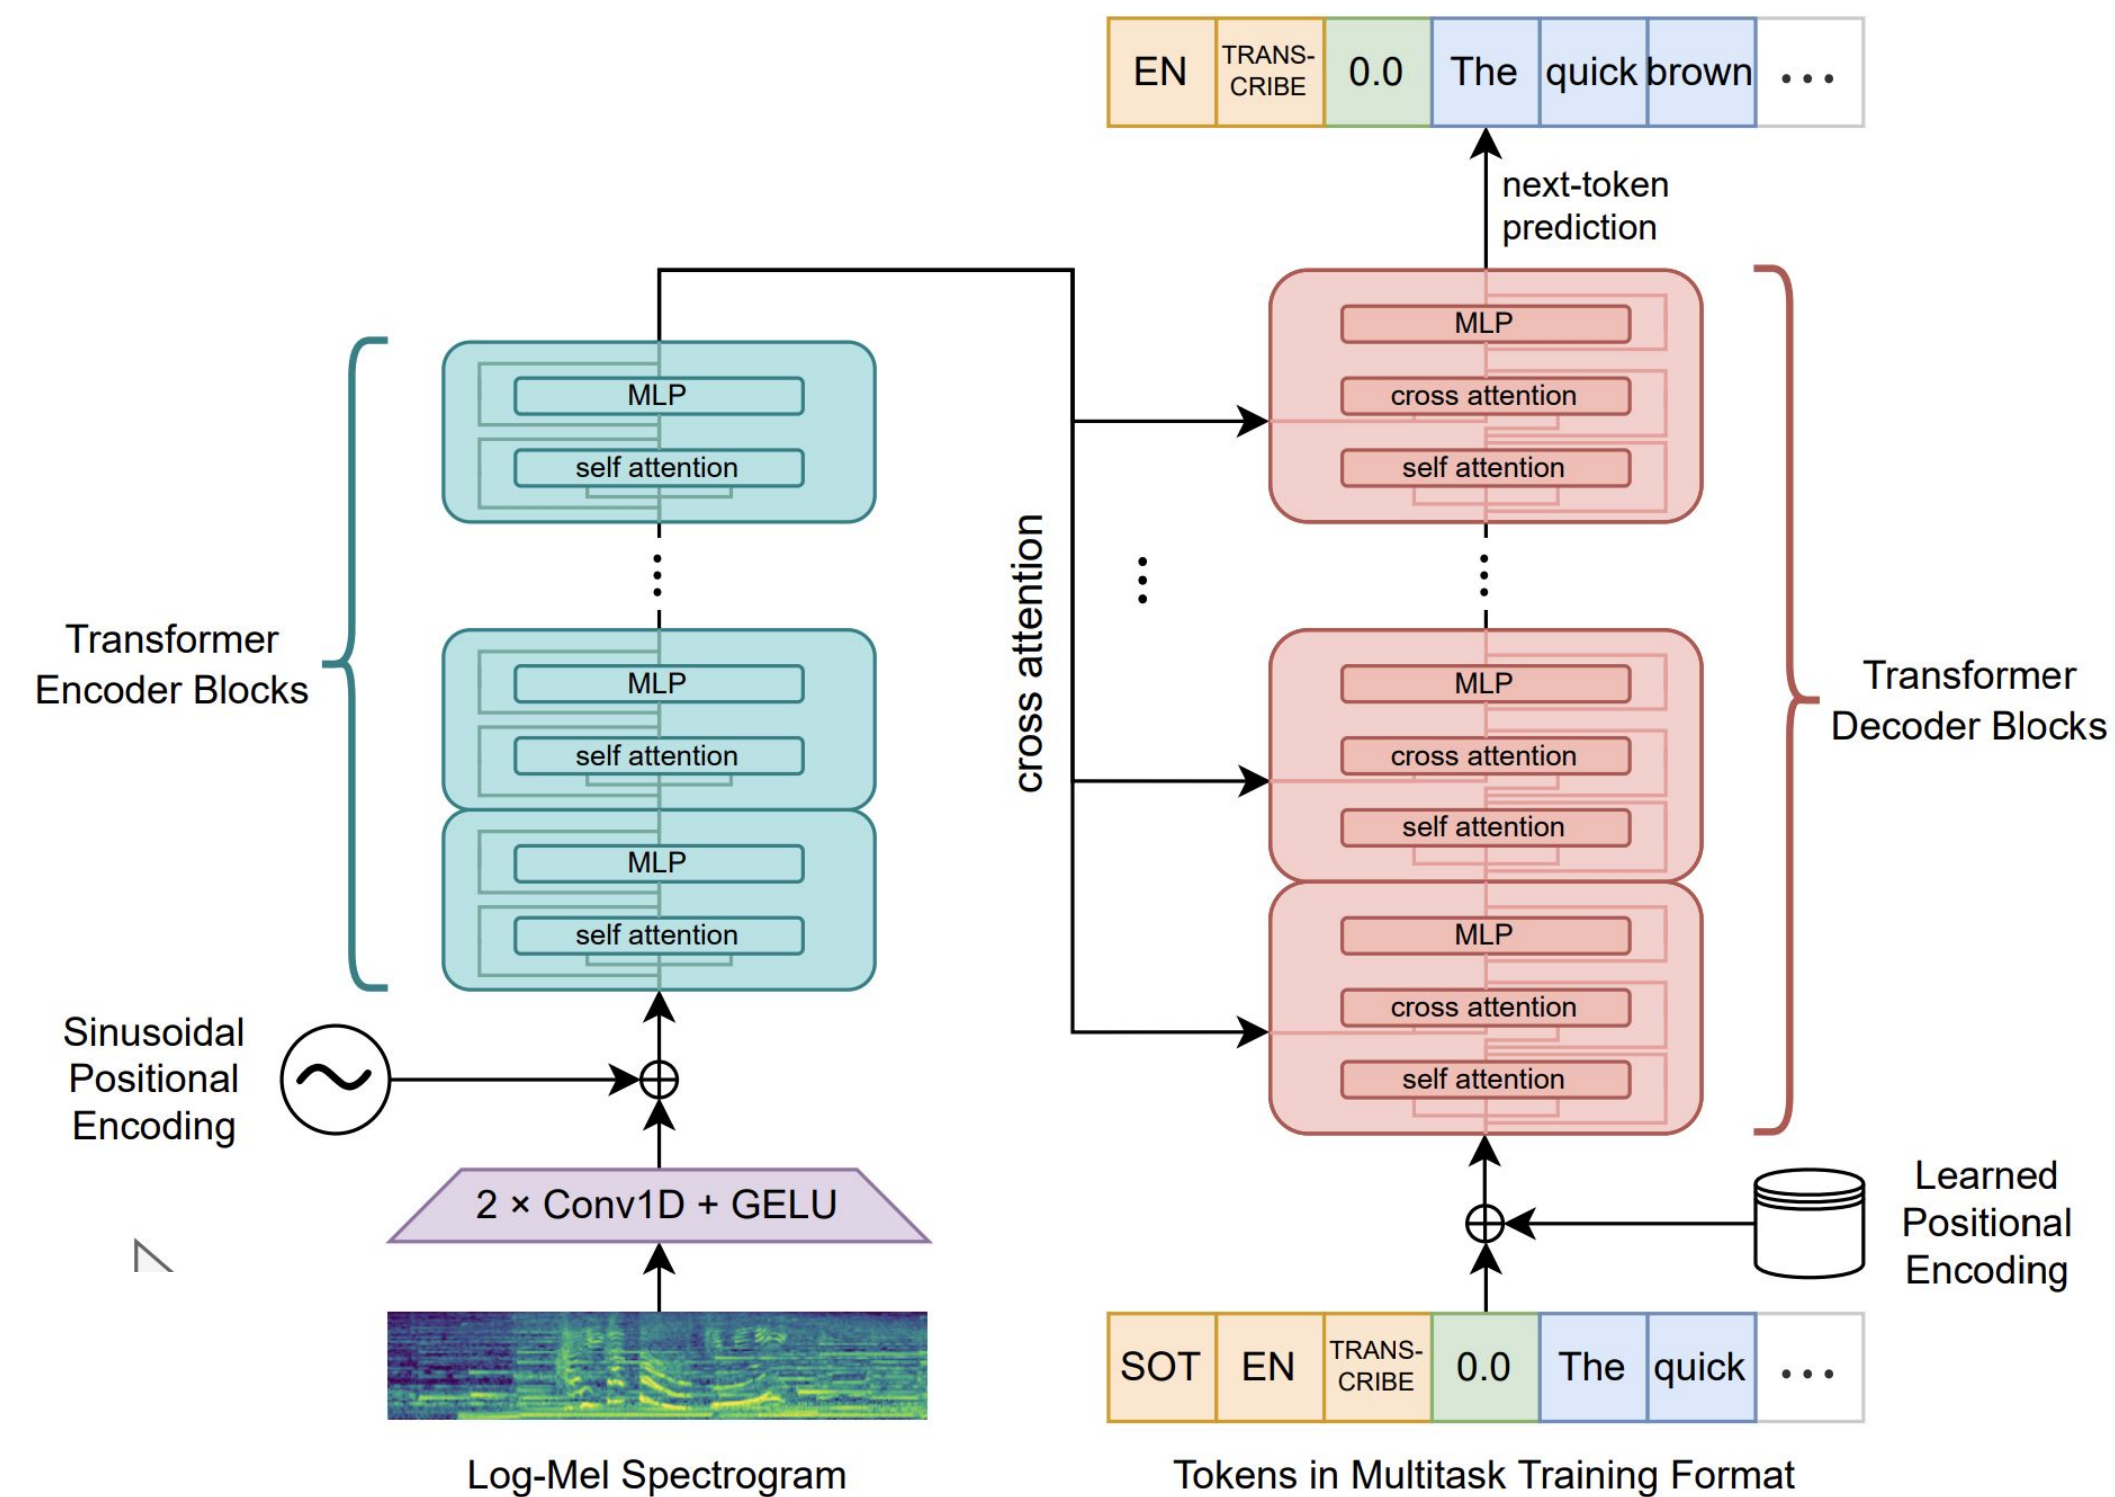 EN
TRANS-
CRIBE
0.0
The
quick
brown
...
next-token
prediction
MLP
self attention
MLP
self attention
MLP
self attention
Transformer
Encoder Blocks
cross attention
MLP
cross attention
self attention
MLP
cross attention
self attention
MLP
cross attention
self attention
Transformer
Decoder Blocks
Sinusoidal
Positional
Encoding
2 × Conv1D + GELU
Learned
Positional
Encoding
SOT
EN
TRANS-
CRIBE
0.0
The
quick
...
Log-Mel Spectrogram
Tokens in Multitask Training Format